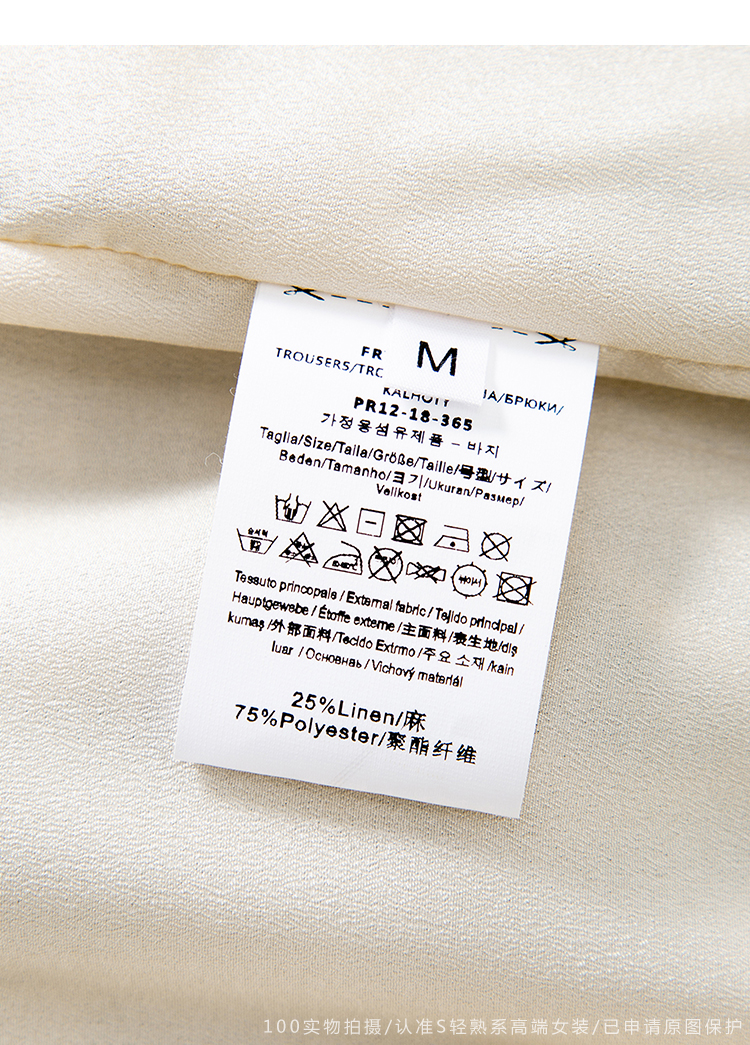 FR
M
TROUSERS/TRO
IA/БРЮКИ/
KALHOTY
PR12-18-365
가정용섬유제품 – 바지
Taglia/Size/Talla/Größe/Taille/号型/サイズ/
Beden/Tamanho/크기/Ukuran/Размер/
Velikost
Tessuto principale / External fabric / Tejido principal /
Hauptgewebe / Étoffe externe / 主面料/表生地/dış
kumaş /外部面料/Tecido Extrmo /주요 소재 /kain
luar / Основнаь / Vichový materiál
25%Linen/麻
75%Polyester/聚酯纤维
100实物拍摄/认准S轻熟系高端女装/已申请原图保护